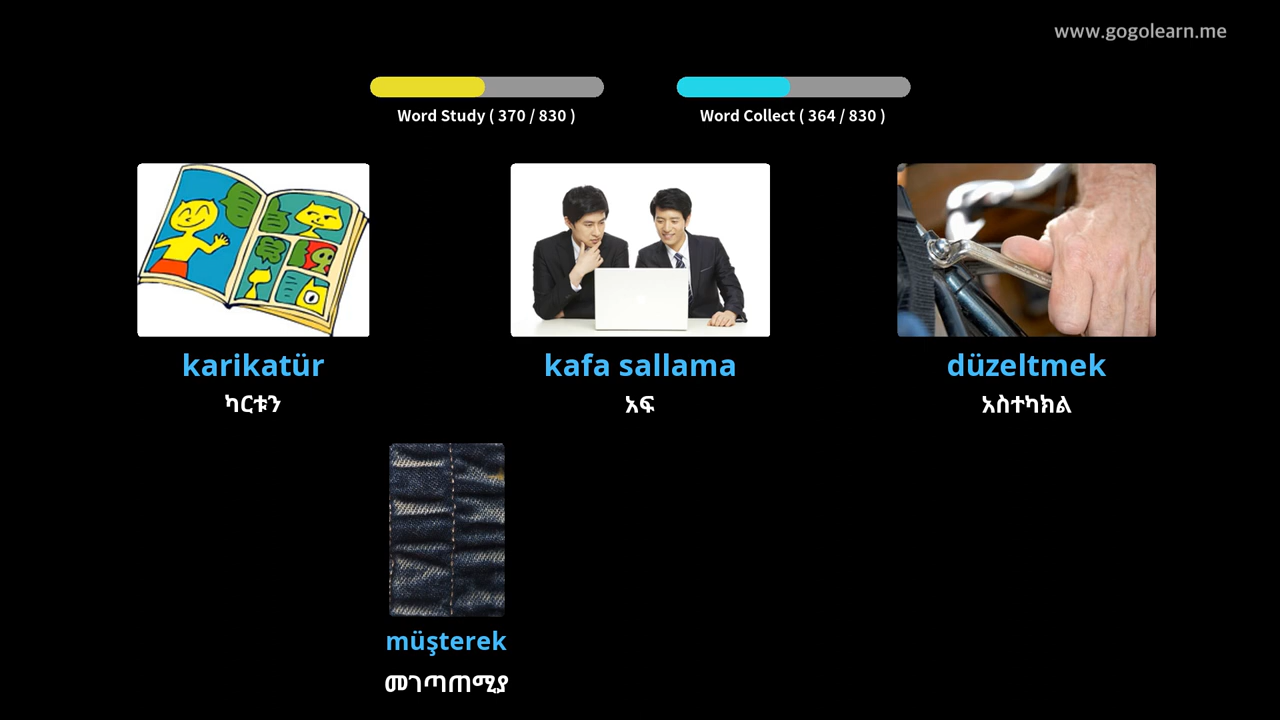 www.gogolearn.me
Word Study ( 370 / 830 )
Word Collect ( 364 / 830 )
karikatür
ካርቱን
kafa sallama
አፍ
düzeltmek
አስተካክል
müşterek
መገጣጠሚያ